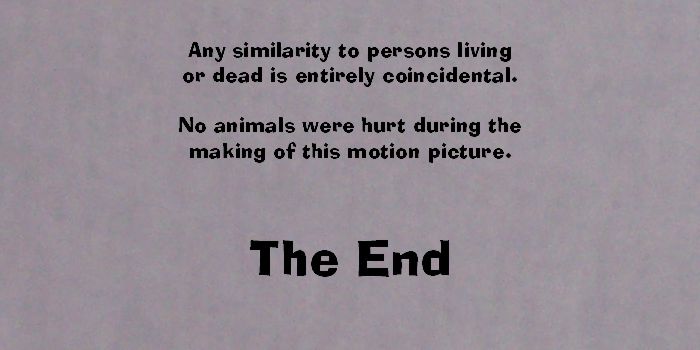 Any similarity to persons living
or dead is entirely coincidental.
No animals were hurt during the
making of this motion picture.
The End